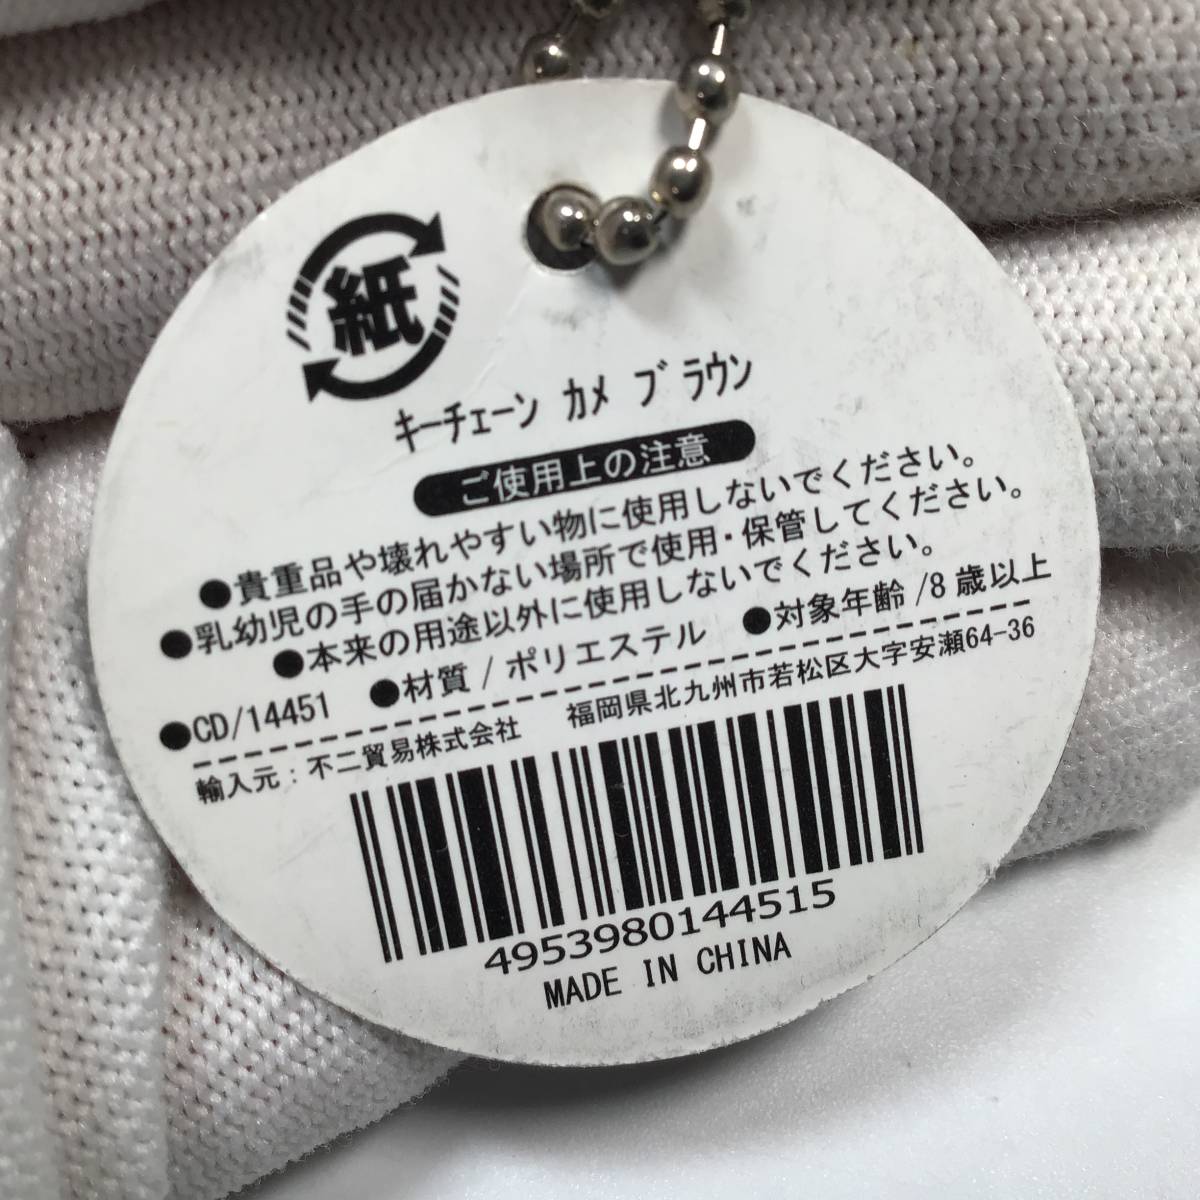 紙
キーチェーン カメ ブラウン
ご使用上の注意
●貴重品や壊れやすい物に使用しないでください。
●乳幼児の手の届かない場所で使用・保管してください。
●本来の用途以外に使用しないでください。
●CD/14451 ●材質/ポリエステル ●対象年齢/8歳以上
輸入元:不二貿易株式会社 福岡県北九州市若松区大字安瀬64-36
4953980144515
MADE IN CHINA